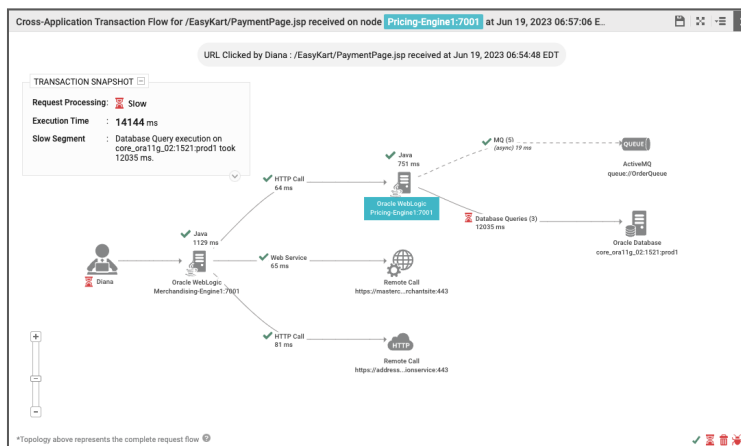 Cross-Application Transaction Flow for /EasyKart/PaymentPage.jsp received on node Pricing-Engine1:7001 at Jun 19, 2023 06:57:06 E..
URL Clicked by Diana : /EasyKart/PaymentPage.jsp received at Jun 19, 2023 06:54:48 EDT
TRANSACTION SNAPSHOT
Request Processing: Slow
Execution Time : 14144 ms
Slow Segment : Database Query execution on
core_ora11g_02:1521:prod1 took
12035 ms.
MQ (5)
(async) 19 ms
QUEUE
ActiveMQ
queue://OrderQueue
Java
751 ms
Oracle WebLogic
Pricing-Engine1:7001
HTTP Call
64 ms
Database Queries (3)
12035 ms
Oracle Database
core_ora11g_02:1521:prod1
Java
1129 ms
Diana
Oracle WebLogic
Merchandising-Engine1:7001
Web Service
65 ms
Remote Call
https://masterc...rchantsite:443
HTTP Call
81 ms
HTTP
Remote Call
https://address...ionservice:443
*Topology above represents the complete request flow